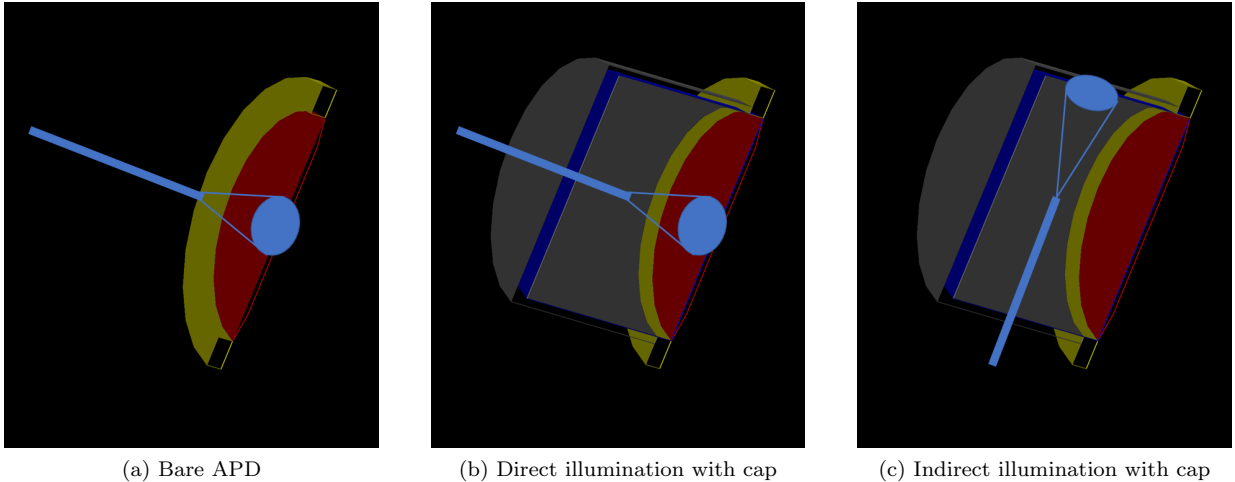 (a) Bare APD
(b) Direct illumination with cap
(c) Indirect illumination with cap